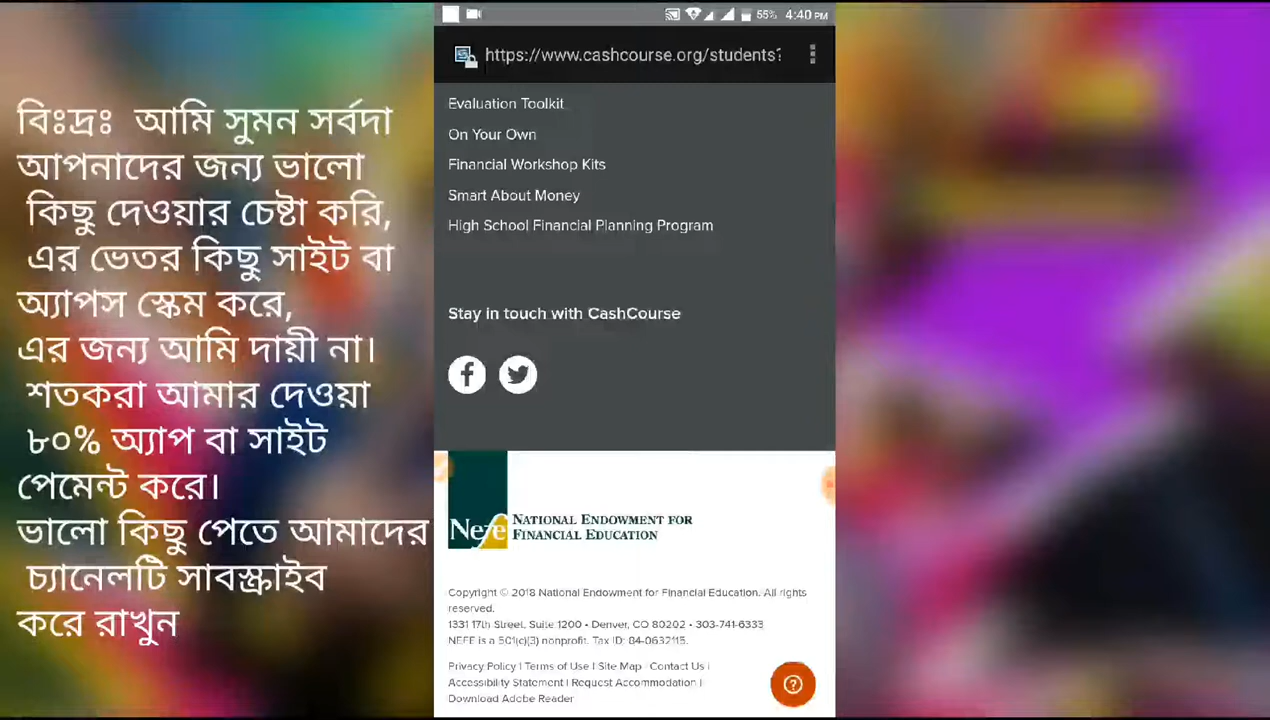 বিঃদ্রঃ আমি সুমন সর্বদা
আপনাদের জন্য ভালো
কিছু দেওয়ার চেষ্টা করি,
এর ভেতর কিছু সাইট বা
অ্যাপস স্কেম করে,
এর জন্য আমি দায়ী না।
শতকরা আমার দেওয়া
৮০% অ্যাপ বা সাইট
পেমেন্ট করে।
ভালো কিছু পেতে আমাদের
চ্যানেলটি সাবস্ক্রাইব
করে রাখুন
55% 4:40 PM
https://www.cashcourse.org/students?
Evaluation Toolkit
On Your Own
Financial Workshop Kits
Smart About Money
High School Financial Planning Program
Stay in touch with CashCourse
Nefe NATIONAL ENDOWMENT FOR
FINANCIAL EDUCATION
Copyright © 2018 National Endowment for Financial Education. All rights
reserved.
1331 17th Street, Suite 1200 • Denver, CO 80202 • 303-741-6333
NEFE is a 501(c)(3) nonprofit. Tax ID: 84-0632115.
Privacy Policy | Terms of Use | Site Map | Contact Us |
Accessibility Statement | Request Accommodation |
Download Adobe Reader